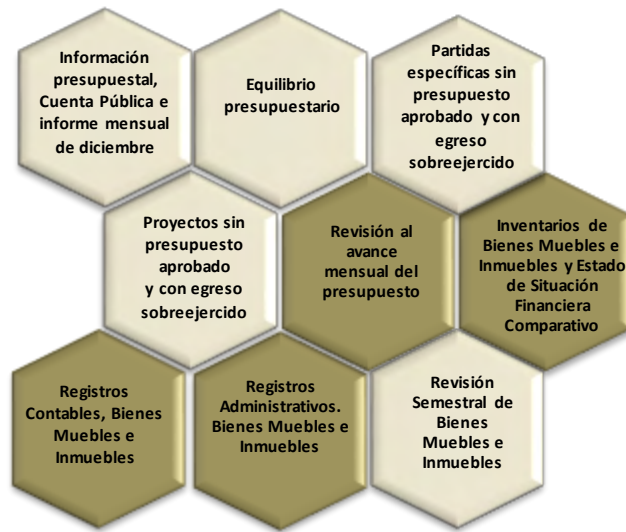 Información
presupuestal,
Cuenta Pública e
informe mensual
de diciembre
Equilibrio
presupuestario
Partidas
específicas sin
presupuesto
aprobado y con
egreso
sobreejercido
Proyectos sin
presupuesto
aprobado
y con egreso
sobreejercido
Revisión al
avance
mensual del
presupuesto
Inventarios de
Bienes Muebles e
Inmuebles y Estado
de Situación
Financiera
Comparativo
Registros
Contables, Bienes
Muebles e
Inmuebles
Registros
Administrativos.
Bienes Muebles e
Inmuebles
Revisión
Semestral de
Bienes
Muebles e
Inmuebles